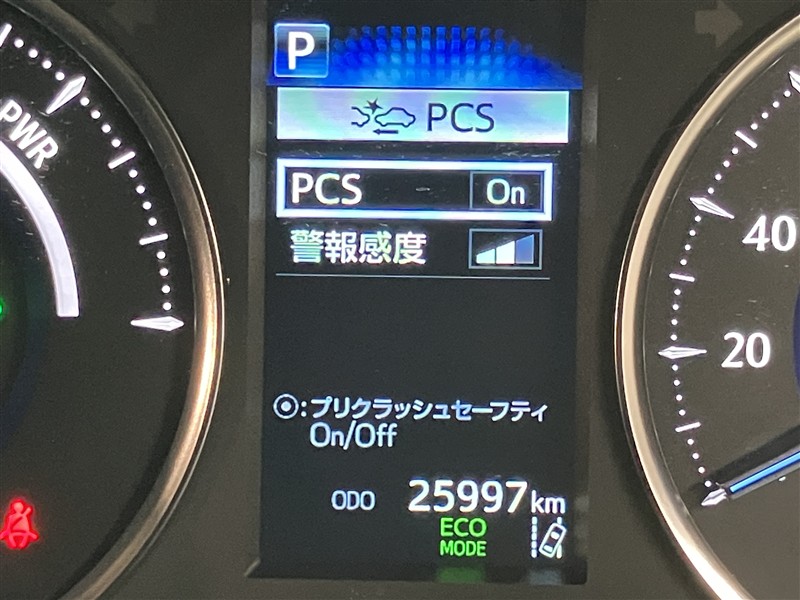 P
PCS
PWR
PCS On
警報感度
40
20
◎:プリクラッシュセーフティ
On/Off
ODO 25997km
ECO
MODE